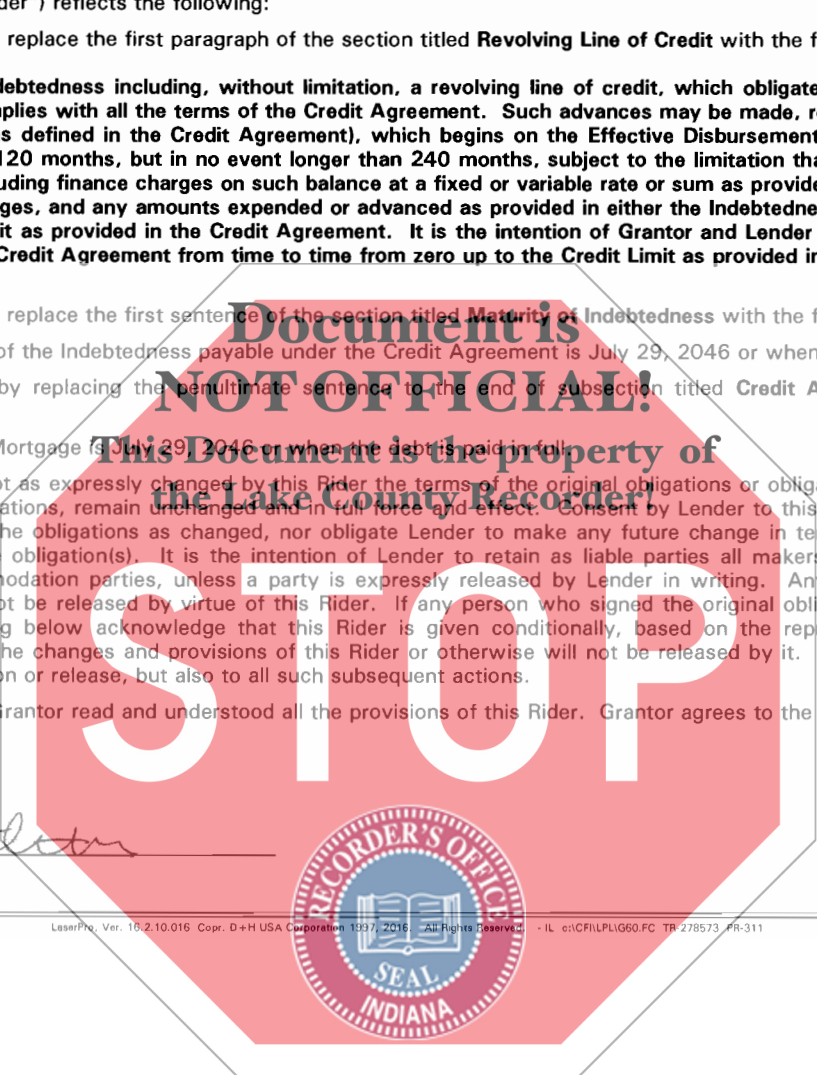 der") reflects the following:
replace the first paragraph of the section titled Revolving Line of Credit with the f
debtedness including, without limitation, a revolving line of credit, which obligate
mplies with all the terms of the Credit Agreement. Such advances may be made, r
s defined in the Credit Agreement), which begins on the Effective Disbursement
120 months, but in no event longer than 240 months, subject to the limitation tha
uding finance charges on such balance at a fixed or variable rate or sum as provide
ges, and any amounts expended or advanced as provided in either the Indebtedne
it as provided in the Credit Agreement. It is the intention of Grantor and Lender
Credit Agreement from time to time from zero up to the Credit Limit as provided in
replace the first sentence of the section titled Maturity of Indebtedness with the f
Document is
of the Indebtedness payable under the Credit Agreement is July 29, 2046 or when
NOT OFFICIAL!
by replacing the penultimate sentence to the end of subsection titled Credit A
Mortgage is July 29, 2046 or when the debt is paid in full.
This Document is the property of
the Lake County Recorder!
pt as expressly changed by this Rider the terms of the original obligations or oblig
ations, remain unchanged and in full force and effect. Consent by Lender to this
he obligations as changed, nor obligate Lender to make any future change in te
obligation(s). It is the intention of Lender to retain as liable parties all makers
modation parties, unless a party is expressly released by Lender in writing. An
ot be released by virtue of this Rider. If any person who signed the original obli
g below acknowledge that this Rider is given conditionally, based on the rep
he changes and provisions of this Rider or otherwise will not be released by it.
on or release, but also to all such subsequent actions.
Grantor read and understood all the provisions of this Rider. Grantor agrees to the
STOP
RECORDER'S OFFICE
SEAL
INDIANA
LaserPro, Ver. 16.2.10.016 Copr. D+H USA Corporation 1997, 2016. All Rights Reserved. - IL c:\CFI\LPL\G60.FC TR-278573 PR-311